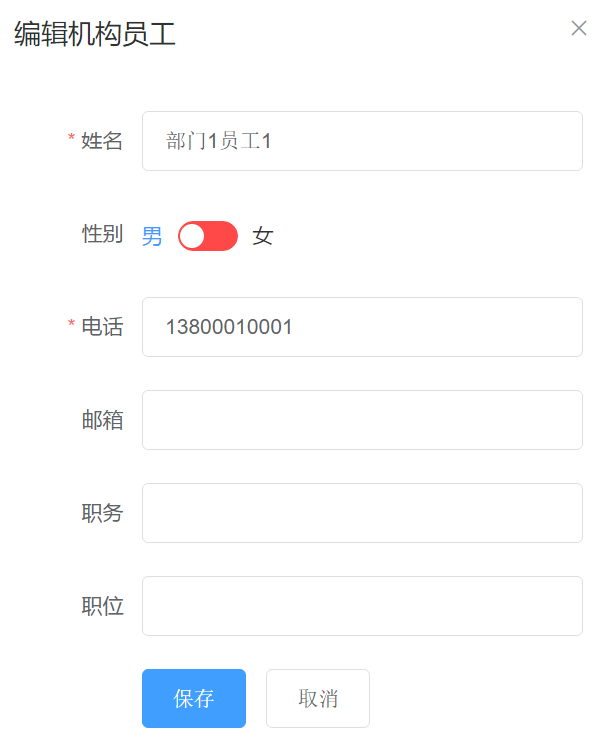 编辑机构员工
* 姓名 部门1员工1
性别 男 女
* 电话 13800010001
邮箱
职务
职位
保存 取消